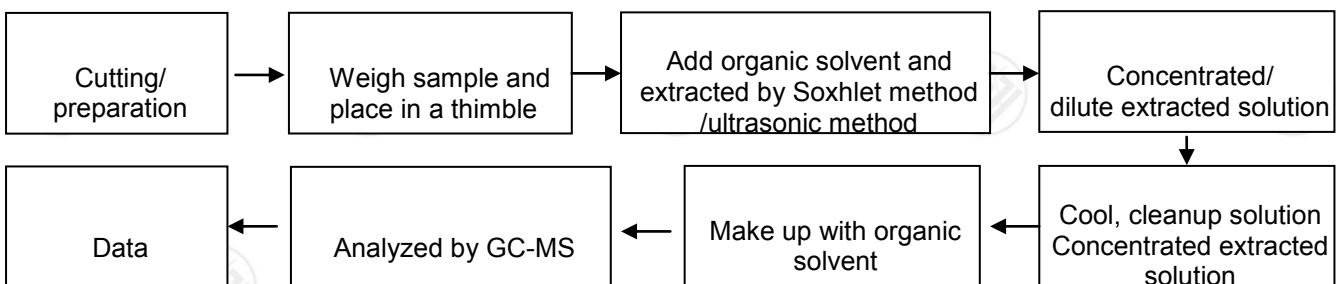 Cutting/
preparation
Weigh sample and
place in a thimble
Add organic solvent and
extracted by Soxhlet method
/ultrasonic method
Concentrated/
dilute extracted solution
Cool, cleanup solution
Concentrated extracted
solution
Make up with organic
solvent
Analyzed by GC-MS
Data